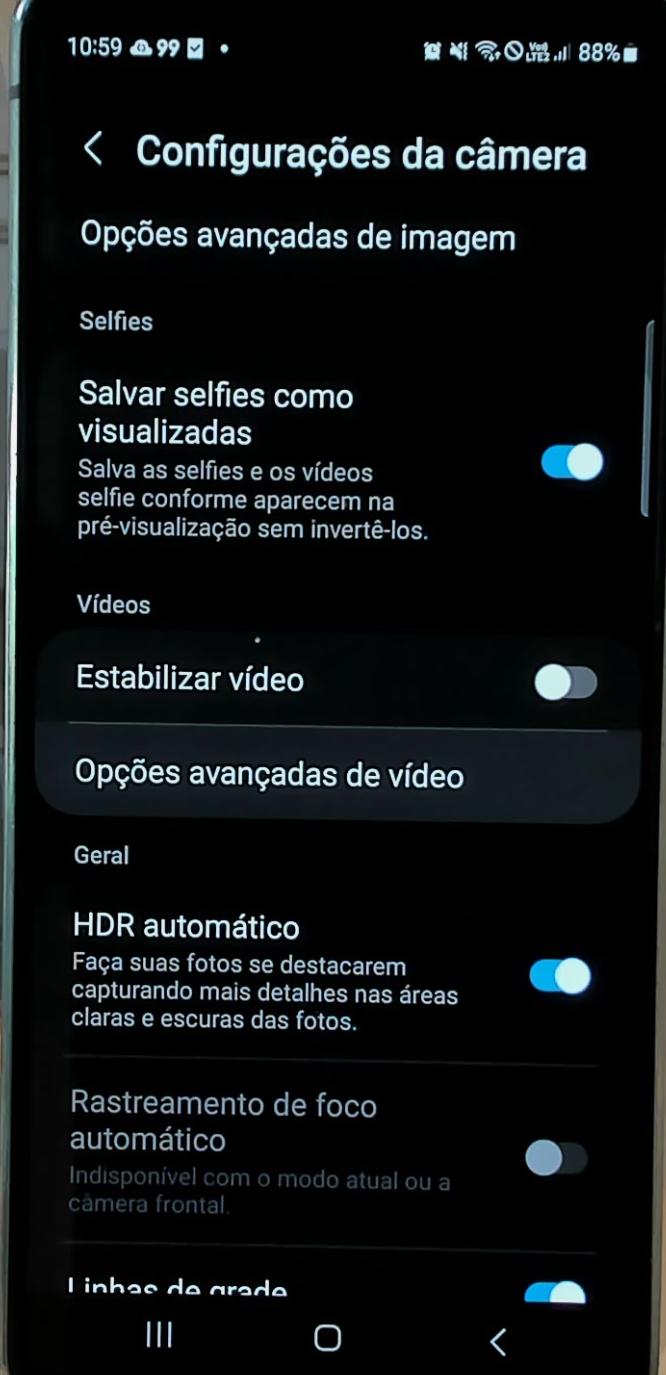 10:59 99
VoI) LTE2 88%
Configurações da câmera
Opções avançadas de imagem
Selfies
Salvar selfies como
visualizadas
Salva as selfies e os vídeos
selfie conforme aparecem na
pré-visualização sem invertê-los.
Vídeos
Estabilizar vídeo
Opções avançadas de vídeo
Geral
HDR automático
Faça suas fotos se destacarem
capturando mais detalhes nas áreas
claras e escuras das fotos.
Rastreamento de foco
automático
Indisponível com o modo atual ou a
câmera frontal.
Linhas de grade